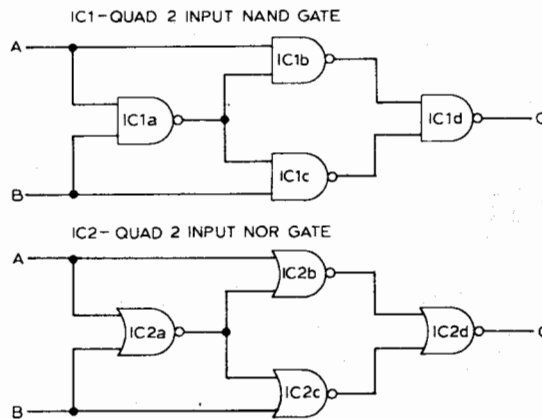 IC1-QUAD 2 INPUT NAND GATE
A
IC1b
IC1a
IC1d
IC1c
B
IC2- QUAD 2 INPUT NOR GATE
A
IC2b
IC2a
IC2d
IC2c
B